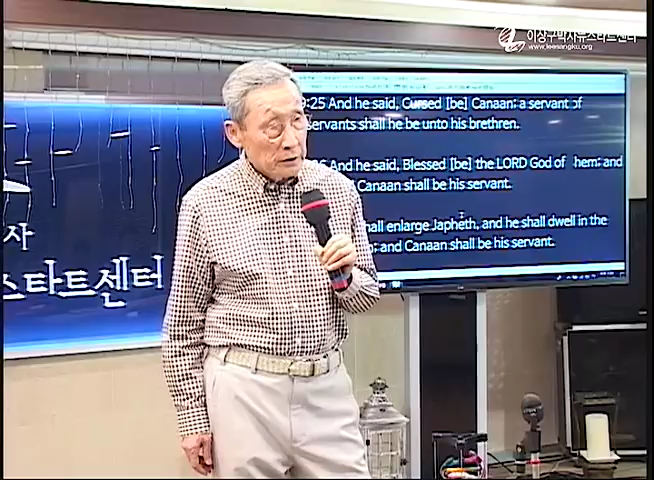 이상구박사뉴스타트센터
www.leesangku.org
9:25 And he said, Cursed [be] Canaan: a servant of
servants shall he be unto his brethren.
And he said, Blessed [be] the LORD God of hem; and
Canaan shall be his servant.
hall enlarge Japheth, and he shall dwell in the
; and Canaan shall be his servant.
사
스타트센터